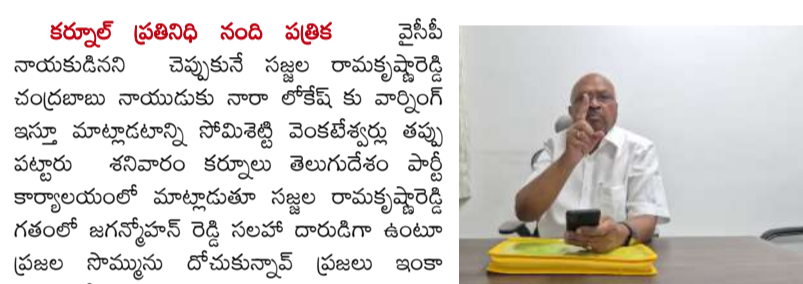 కర్నూల్ ప్రతినిధి నంది పత్రిక వైసీపీ
నాయకుడినని చెప్పుకునే సజ్జల రామకృష్ణారెడ్డి
చంద్రబాబు నాయుడుకు నారా లోకేష్ కు వార్నింగ్
ఇస్తూ మాట్లాడటాన్ని సోమిశెట్టి వెంకటేశ్వర్లు తప్పు
పట్టారు శనివారం కర్నూలు తెలుగుదేశం పార్టీ
కార్యాలయంలో మాట్లాడుతూ సజ్జల రామకృష్ణారెడ్డి
గతంలో జగన్మోహన్ రెడ్డి సలహా దారుడిగా ఉంటూ
ప్రజల సొమ్మును దోచుకున్నావ్ ప్రజలు ఇంకా